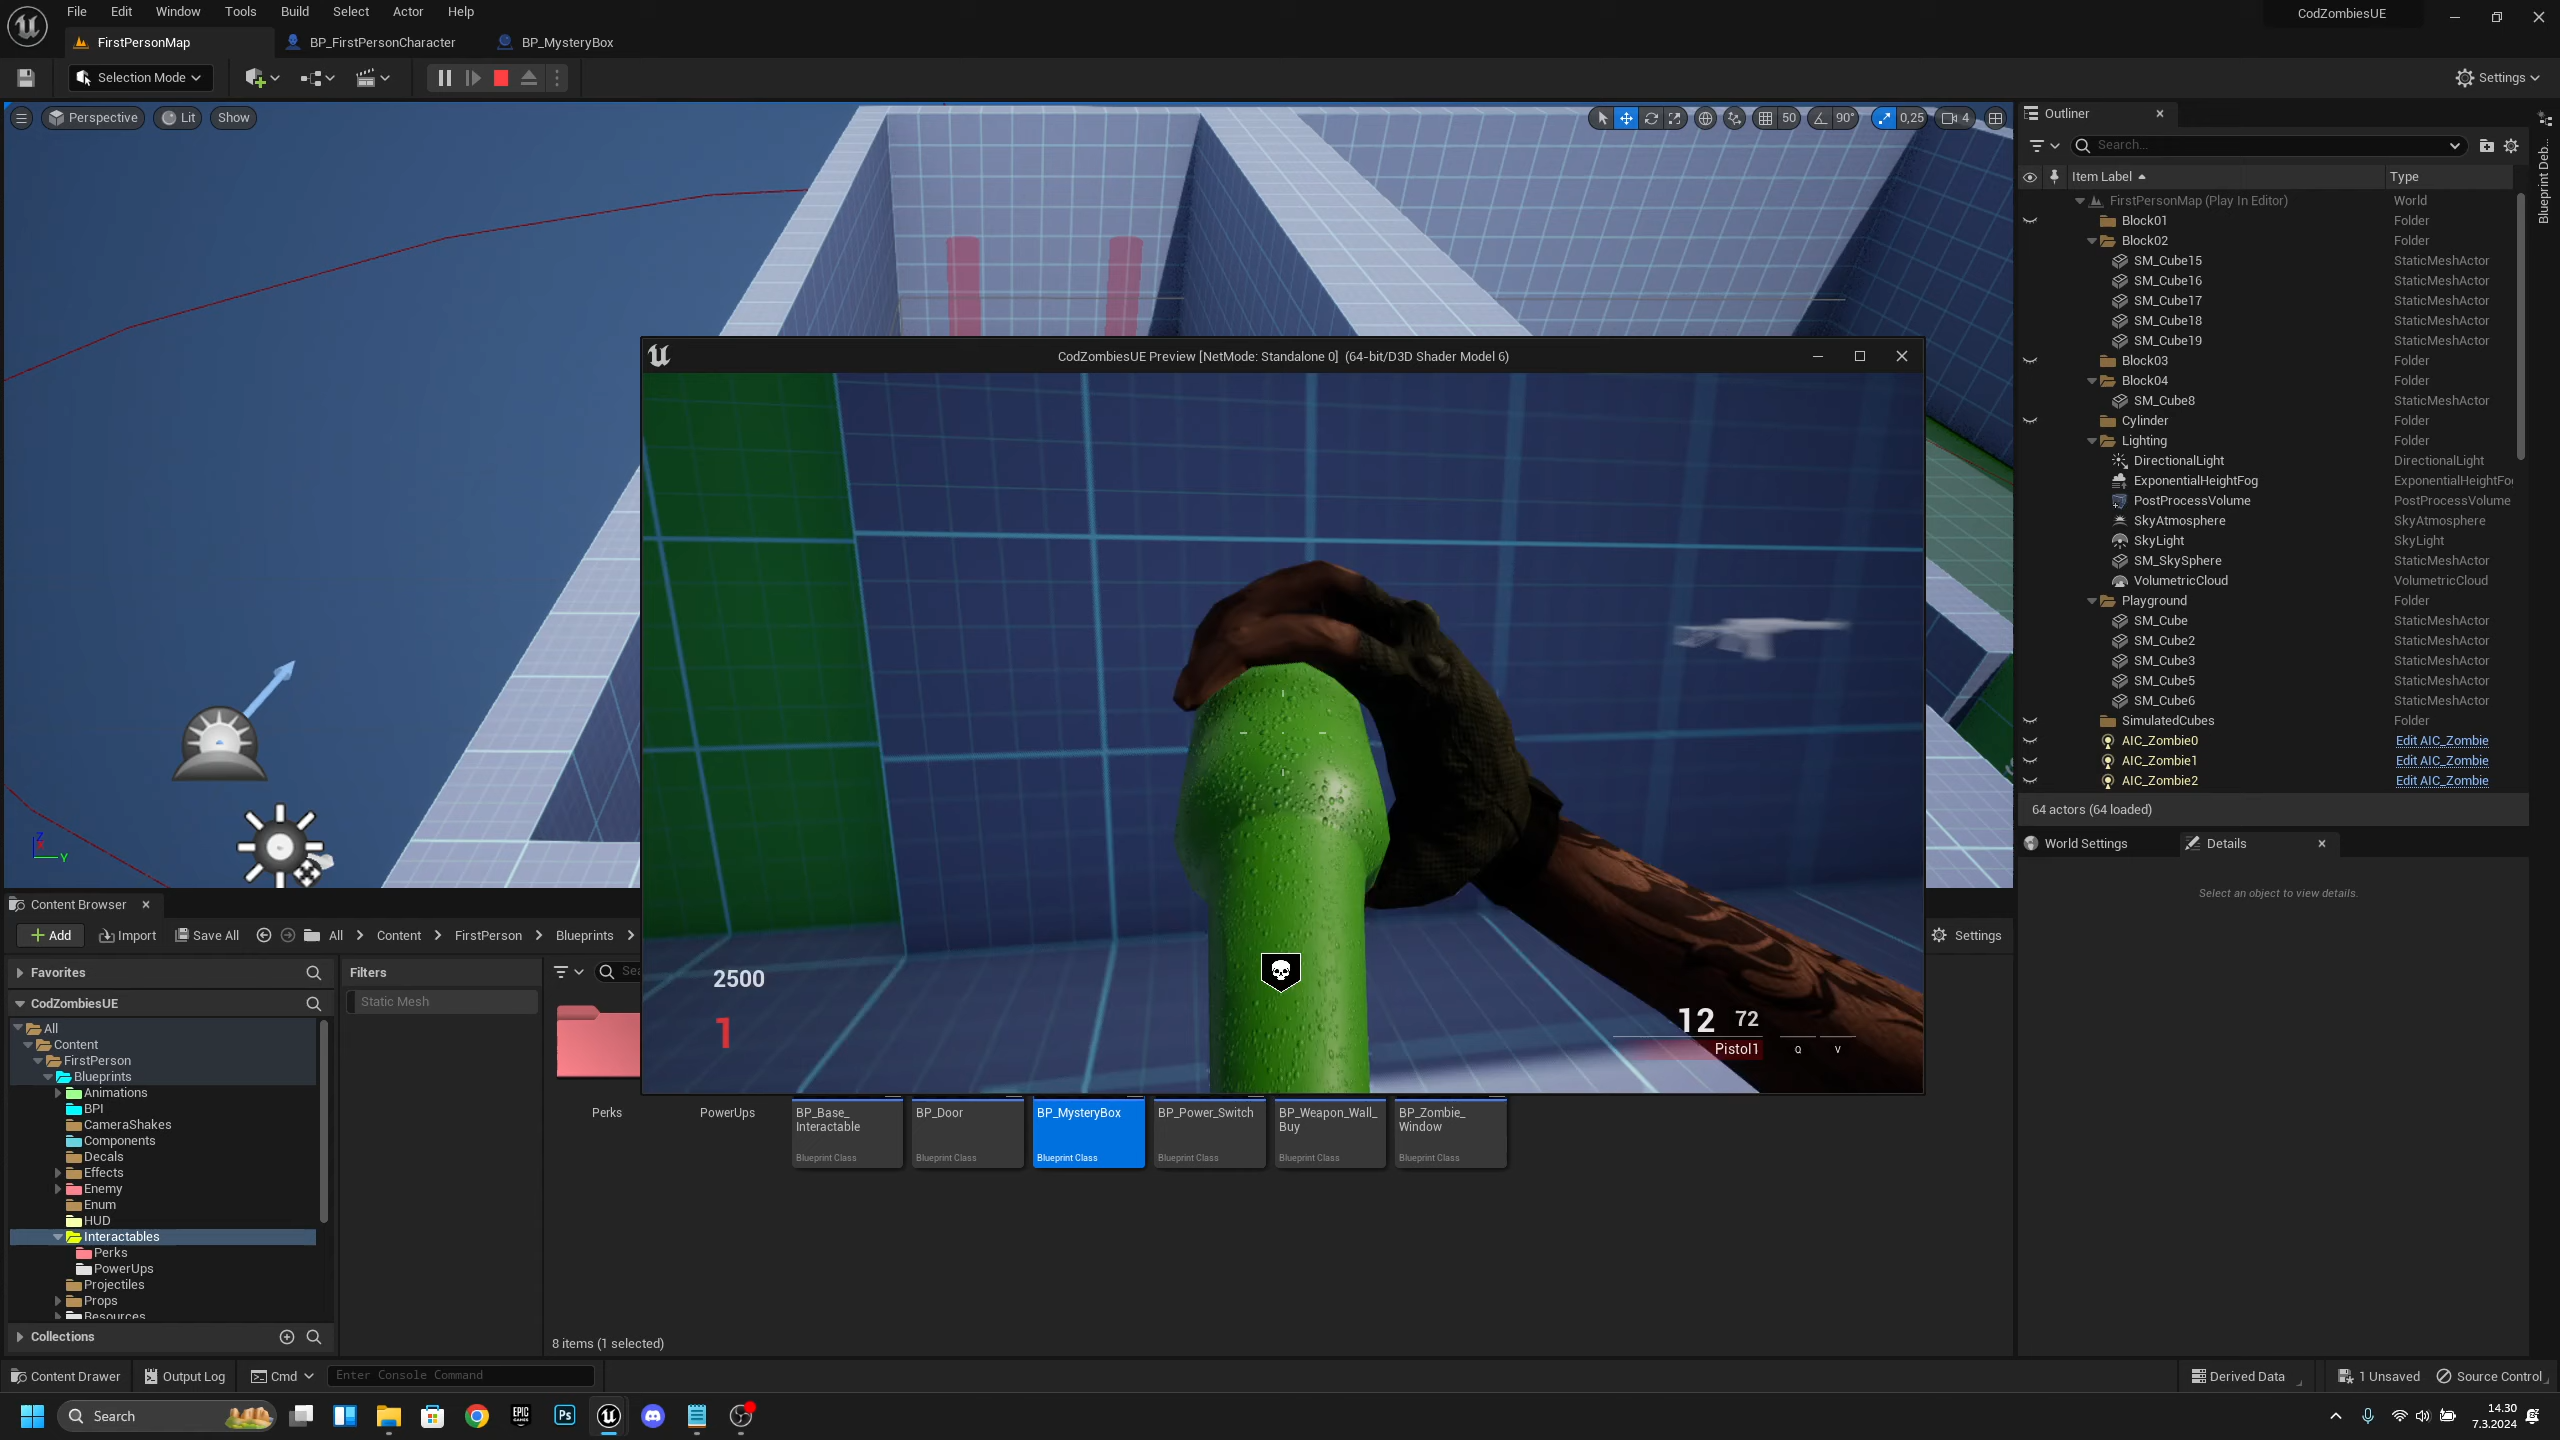 File Edit Window Tools Build Select Actor Help
CodZombiesUE
FirstPersonMap BP_FirstPersonCharacter BP_MysteryBox
Selection Mode
Settings
Perspective Lit Show
50 90° 0,25 4
Outliner
Search...
Item Label Type
FirstPersonMap (Play In Editor) World
Block01 Folder
Block02 Folder
SM_Cube15 StaticMeshActor
SM_Cube16 StaticMeshActor
SM_Cube17 StaticMeshActor
SM_Cube18 StaticMeshActor
SM_Cube19 StaticMeshActor
Block03 Folder
Block04 Folder
SM_Cube8 StaticMeshActor
Cylinder Folder
Lighting Folder
DirectionalLight DirectionalLight
ExponentialHeightFog ExponentialHeightFo
PostProcessVolume PostProcessVolume
SkyAtmosphere SkyAtmosphere
SkyLight SkyLight
SM_SkySphere StaticMeshActor
VolumetricCloud VolumetricCloud
Playground Folder
SM_Cube StaticMeshActor
SM_Cube2 StaticMeshActor
SM_Cube3 StaticMeshActor
SM_Cube5 StaticMeshActor
SM_Cube6 StaticMeshActor
SimulatedCubes Folder
AIC_Zombie0 Edit AIC_Zombie
AIC_Zombie1 Edit AIC_Zombie
AIC_Zombie2 Edit AIC_Zombie
64 actors (64 loaded)
Blueprint Deb...
World Settings Details
Select an object to view details.
CodZombiesUE Preview [NetMode: Standalone 0] (64-bit/D3D Shader Model 6)
2500
1
12 72
Pistol1 Q V
Z
Y
Content Browser
Add Import Save All All Content FirstPerson Blueprints
Settings
Favorites
CodZombiesUE
All
Content
FirstPerson
Blueprints
Animations
BPI
CameraShakes
Components
Decals
Effects
Enemy
Enum
HUD
Interactables
Perks
PowerUps
Projectiles
Props
Resources
Collections
Filters
Static Mesh
Sea
Perks
PowerUps
BP_Base_
Interactable
Blueprint Class
BP_Door
Blueprint Class
BP_MysteryBox
Blueprint Class
BP_Power_Switch
Blueprint Class
BP_Weapon_Wall_
Buy
Blueprint Class
BP_Zombie_
Window
Blueprint Class
8 items (1 selected)
Content Drawer Output Log Cmd Enter Console Command
Derived Data 1 Unsaved Source Control
Search
EPIC GAMES
Ps
14.30
7.3.2024